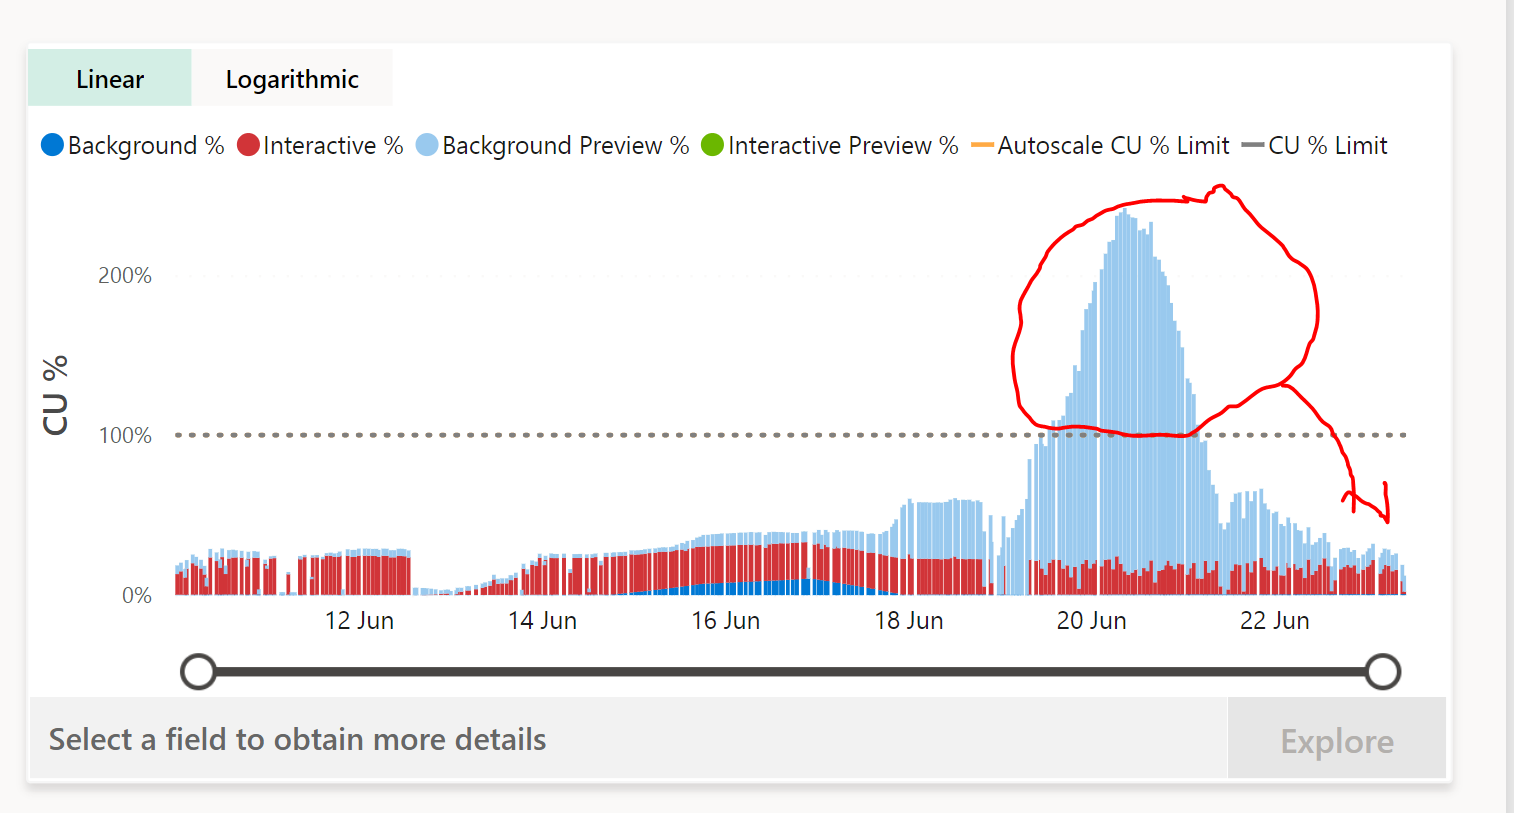 Linear Logarithmic
Background % Interactive % Background Preview % Interactive Preview % Autoscale CU % Limit CU % Limit
200%
CU %
100%
0%
12 Jun 14 Jun 16 Jun 18 Jun 20 Jun 22 Jun
Select a field to obtain more details Explore